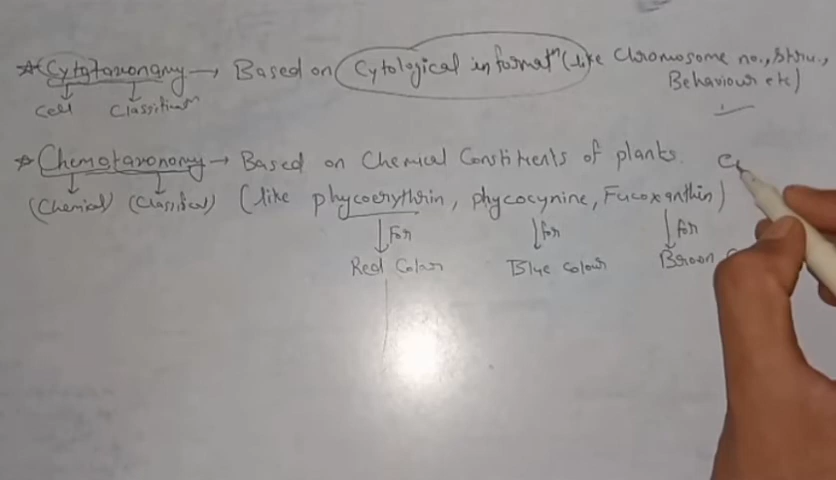 ☆ Cytotaxonomy → Based on Cytological informatⁿ (like Chromosome no., Stru.,
Behaviour etc)
Cell Classificatⁿ
☆ Chemotaxonomy → Based on Chemical Constituents of plants.
(Chemical) (Classifical) (like phycoerythrin, phycocynine, Fucoxanthin)
for for for
Red Colour Blue colour Brown